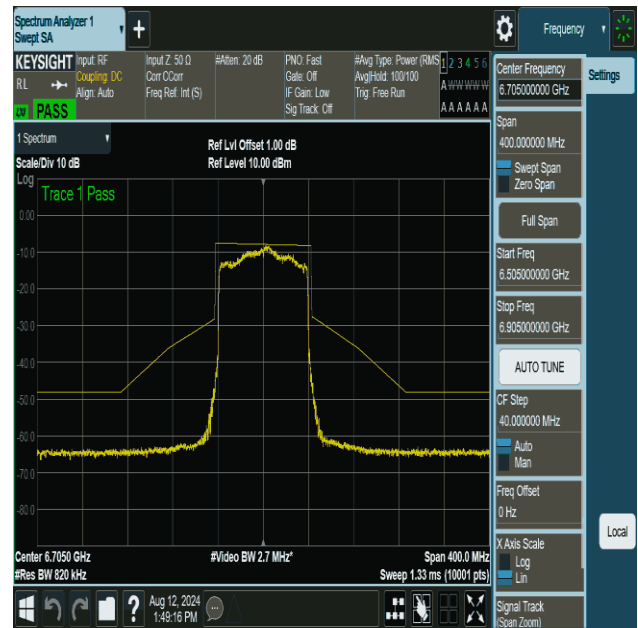 Spectrum Analyzer 1
Swept SA
+
Frequency
KEYSIGHT
RL
PASS
Input: RF
Coupling: DC
Align: Auto
Input Z: 50 Ω
Corr CCorr
Freq Ref: Int (S)
#Atten: 20 dB
PNO: Fast
Gate: Off
IF Gain: Low
Sig Track: Off
#Avg Type: Power (RMS
Avg|Hold: 100/100
Trig: Free Run
1 2 3 4 5 6
A W W W W W
A A A A A A
1 Spectrum
Scale/Div 10 dB
Ref Lvl Offset 1.00 dB
Ref Level 10.00 dBm
Log
Trace 1 Pass
0.00
-10.0
-20.0
-30.0
-40.0
-50.0
-60.0
-70.0
-80.0
Center 6.7050 GHz
#Res BW 820 kHz
#Video BW 2.7 MHz*
Span 400.0 MHz
Sweep 1.33 ms (10001 pts)
Aug 12, 2024
1:49:16 PM
?
Center Frequency
6.705000000 GHz
Settings
Span
400.000000 MHz
Swept Span
Zero Span
Full Span
Start Freq
6.505000000 GHz
Stop Freq
6.905000000 GHz
AUTO TUNE
CF Step
40.000000 MHz
Auto
Man
Freq Offset
0 Hz
Local
X Axis Scale
Log
Lin
Signal Track
(Span Zoom)